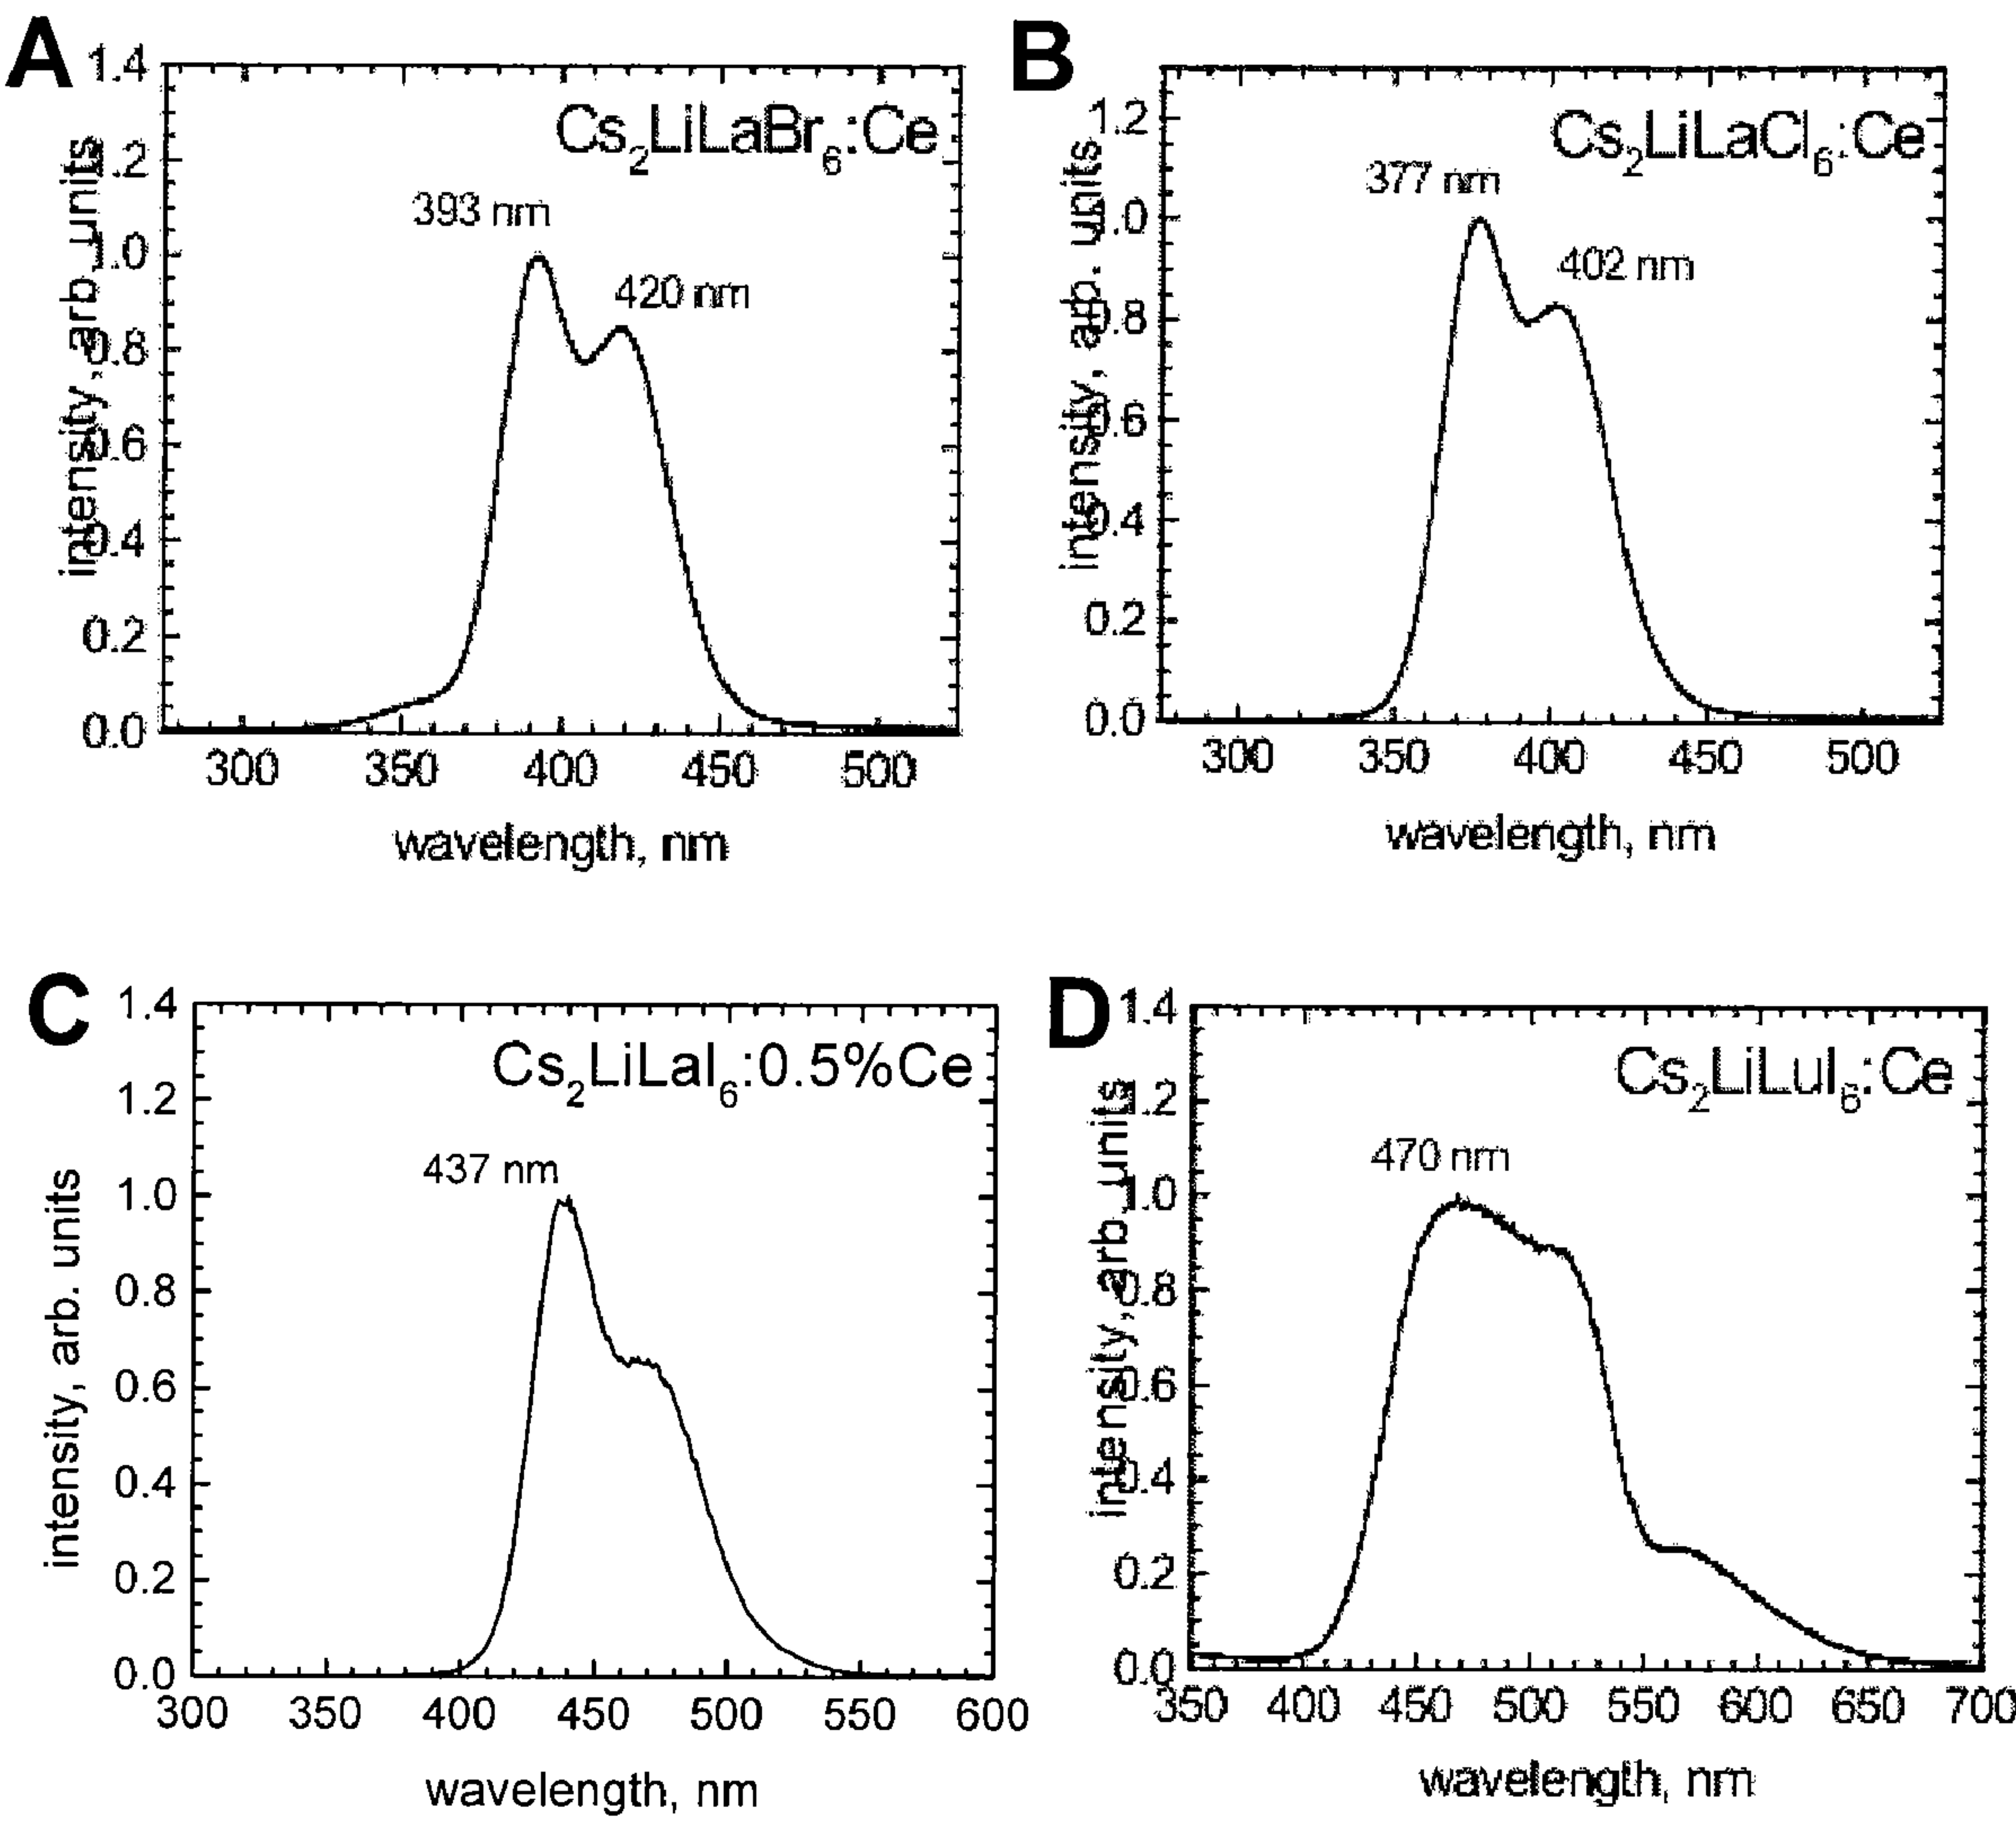 A
1.4
1.2
1.0
0.8
0.6
0.4
0.2
0.0
intensity, arb. units
Cs2LiLaBr6:Ce
393 nm
420 nm
300 350 400 450 500
wavelength, nm
B
1.2
1.0
0.8
0.6
0.4
0.2
0.0
intensity, arb. units
Cs2LiLaCl6:Ce
377 nm
402 nm
300 350 400 450 500
wavelength, nm
C
1.4
1.2
1.0
0.8
0.6
0.4
0.2
0.0
intensity, arb. units
Cs2LiLaI6:0.5%Ce
437 nm
300 350 400 450 500 550 600
wavelength, nm
D
1.4
1.2
1.0
0.8
0.6
0.4
0.2
0.0
intensity, arb. units
Cs2LiLuI6:Ce
470 nm
350 400 450 500 550 600 650 700
wavelength, nm